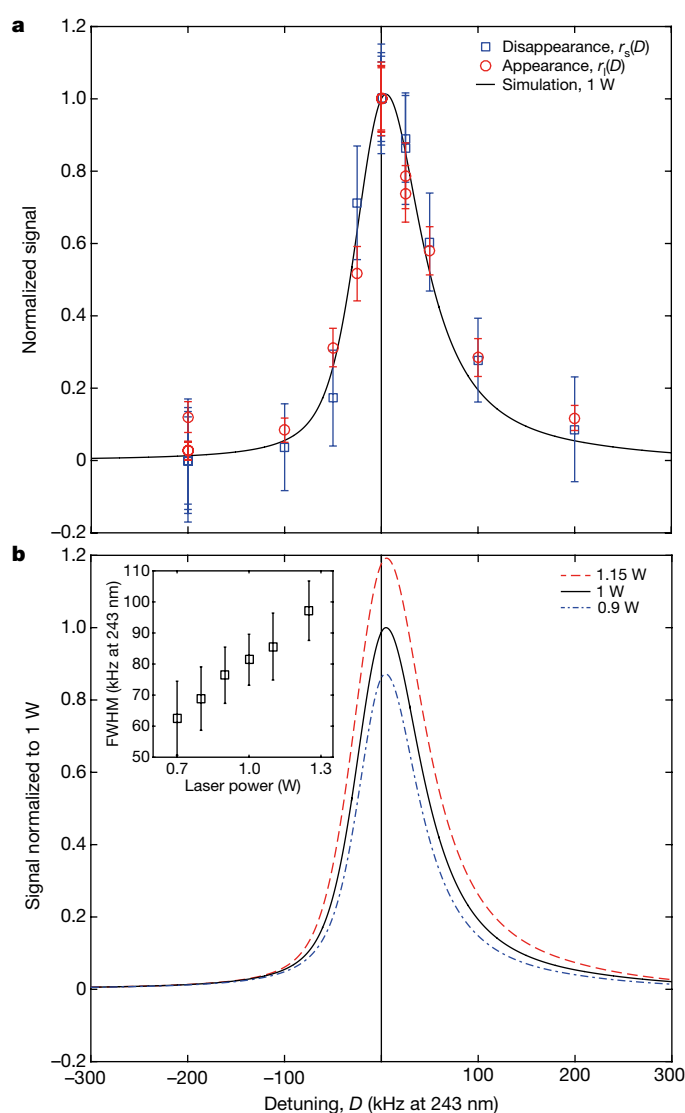 a
1.2
1.0
0.8
0.6
0.4
0.2
0
−0.2
Normalized signal
Disappearance, rs(D)
Appearance, rl(D)
Simulation, 1 W
b
1.2
1.0
0.8
0.6
0.4
0.2
0
−0.2
Signal normalized to 1 W
1.15 W
1 W
0.9 W
110
100
90
80
70
60
50
FWHM (kHz at 243 nm)
0.7 1.0 1.3
Laser power (W)
−300 −200 −100 0 100 200 300
Detuning, D (kHz at 243 nm)